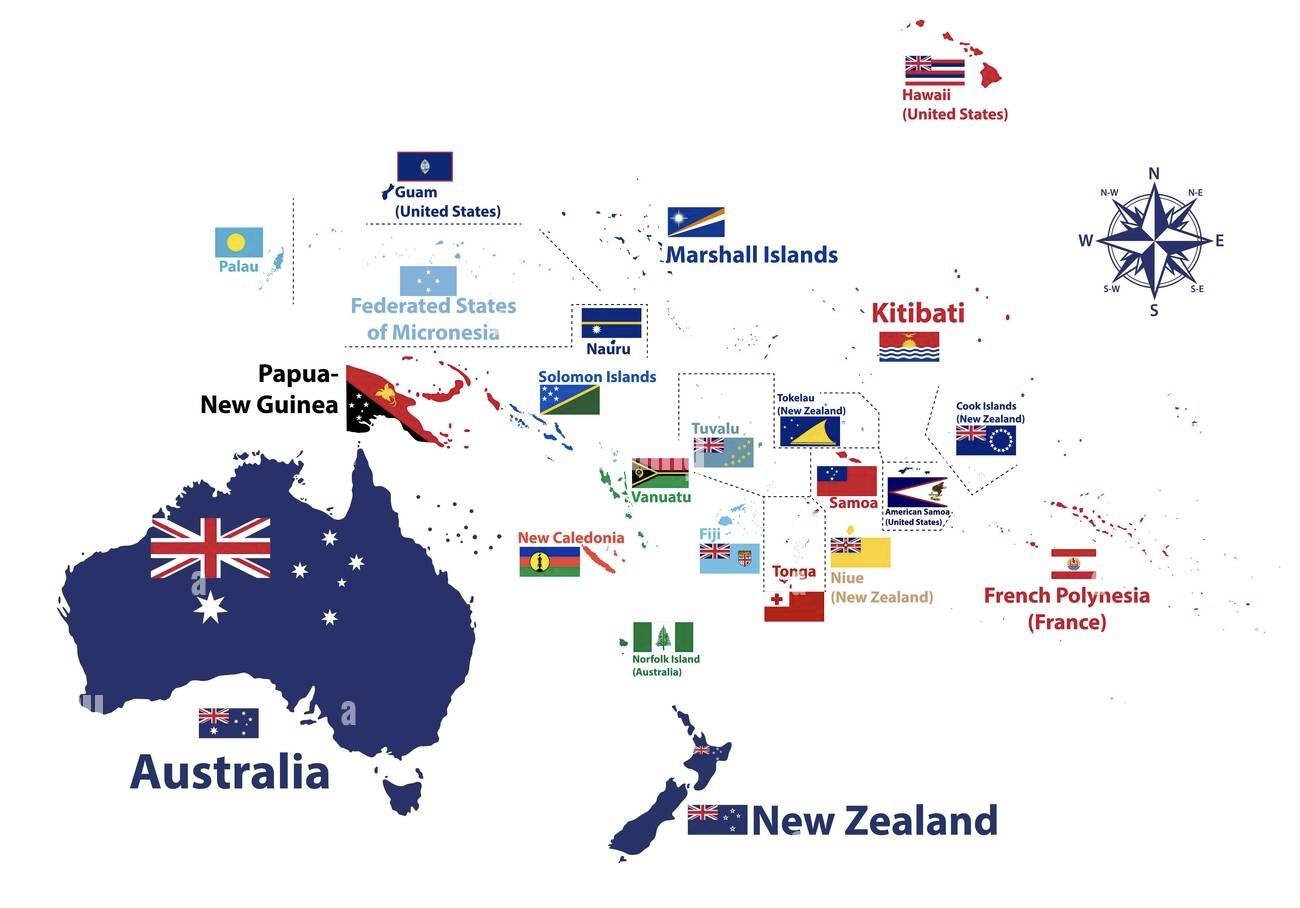 Hawaii
(United States)
Guam
(United States)
N
N-W
N-E
W
E
S-W
S-E
S
Palau
Marshall Islands
Federated States
of Micronesia
Kitibati
Nauru
Papua-
New Guinea
Solomon Islands
Tokelau
(New Zealand)
Cook Islands
(New Zealand)
Tuvalu
Vanuatu
Samoa
American Samoa
(United States)
New Caledonia
Fiji
Tonga
Niue
(New Zealand)
French Polynesia
(France)
Norfolk Island
(Australia)
Australia
New Zealand
a
a